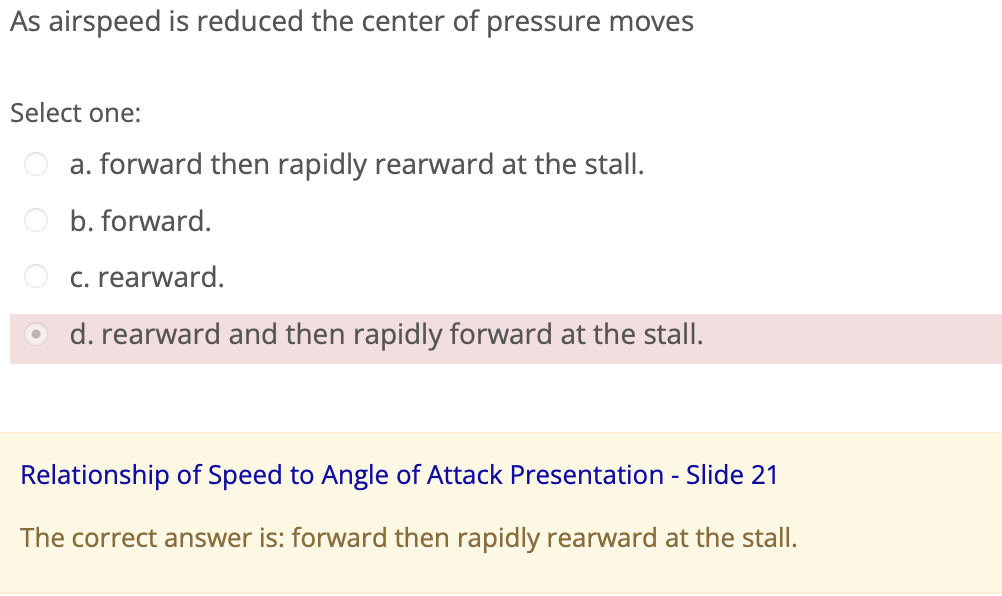 As airspeed is reduced the center of pressure moves
Select one:
a. forward then rapidly rearward at the stall.
b. forward.
c. rearward.
d. rearward and then rapidly forward at the stall.
Relationship of Speed to Angle of Attack Presentation - Slide 21
The correct answer is: forward then rapidly rearward at the stall.